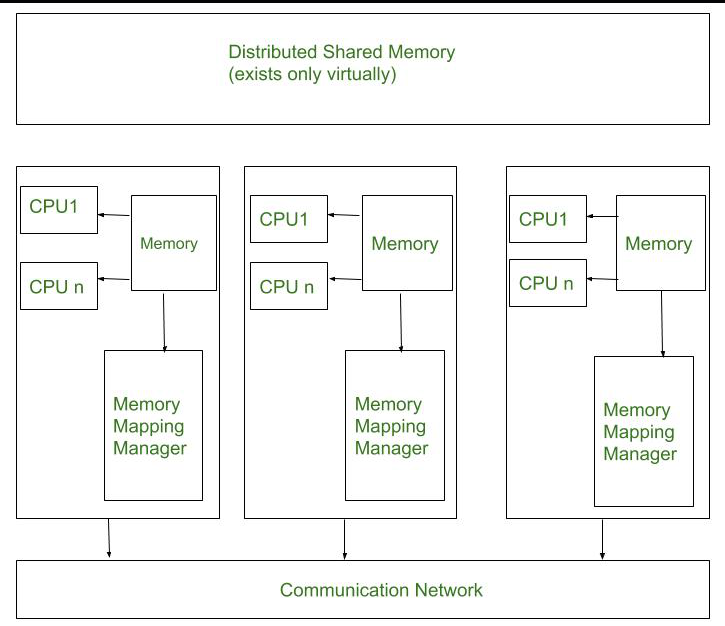 Distributed Shared Memory
(exists only virtually)
CPU1
Memory
CPU n
Memory
Mapping
Manager
CPU1
Memory
CPU n
Memory
Mapping
Manager
CPU1
Memory
CPU n
Memory
Mapping
Manager
Communication Network